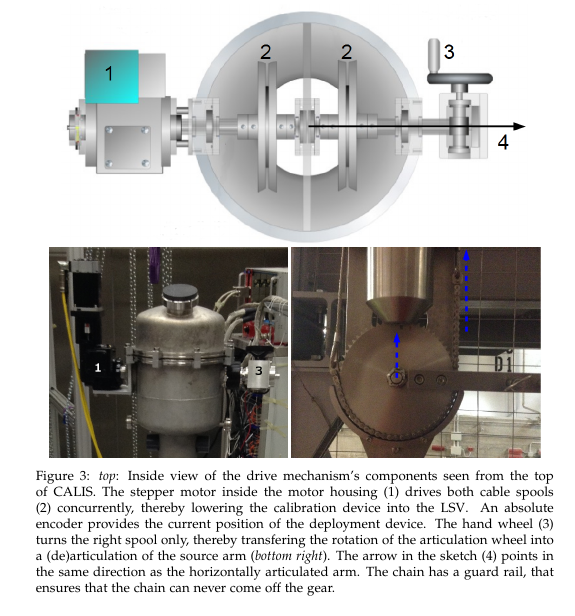 1
2
2
3
4
1
3
Figure 3: top: Inside view of the drive mechanism's components seen from the top
of CALIS. The stepper motor inside the motor housing (1) drives both cable spools
(2) concurrently, thereby lowering the calibration device into the LSV. An absolute
encoder provides the current position of the deployment device. The hand wheel (3)
turns the right spool only, thereby transfering the rotation of the articulation wheel into
a (de)articulation of the source arm (bottom right). The arrow in the sketch (4) points in
the same direction as the horizontally articulated arm. The chain has a guard rail, that
ensures that the chain can never come off the gear.